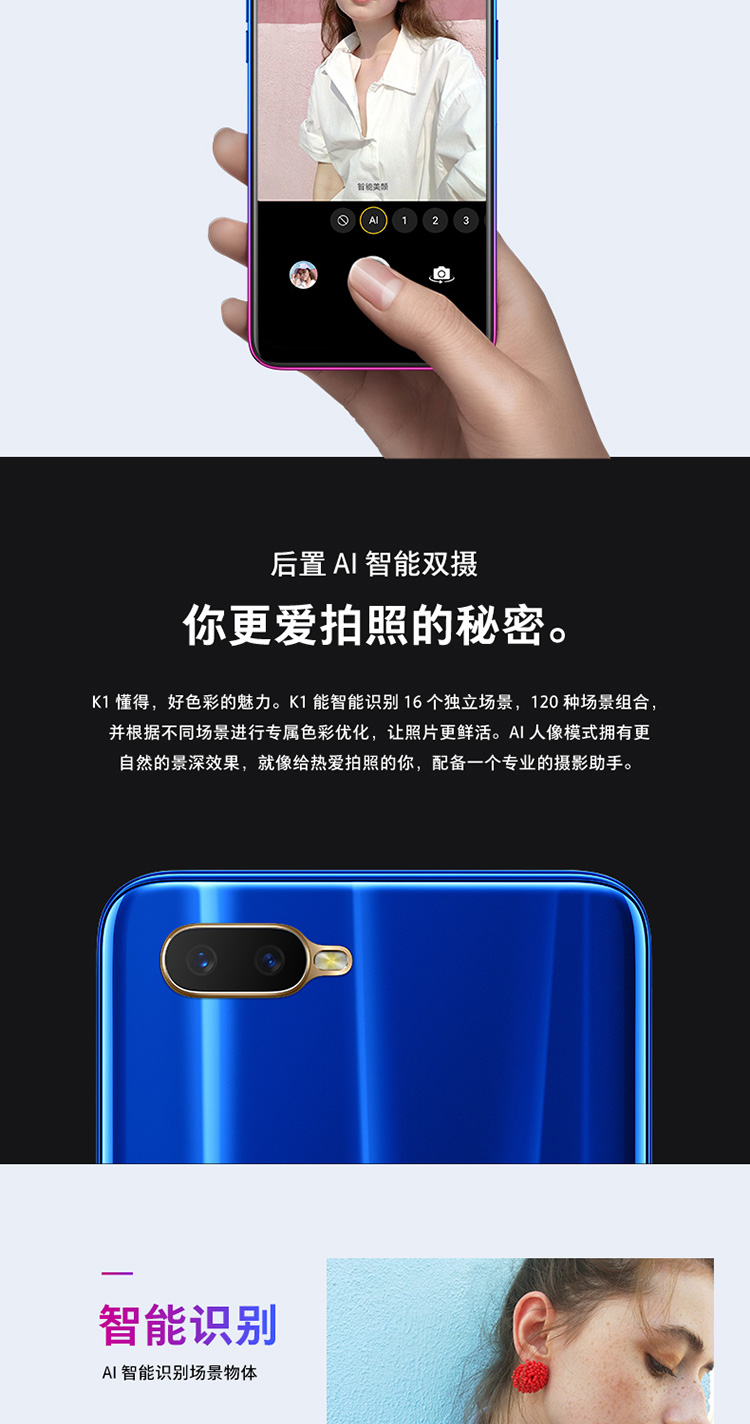 智能美颜
AI 1 2 3
后置 AI 智能双摄
你更爱拍照的秘密。
K1 懂得，好色彩的魅力。K1 能智能识别 16 个独立场景，120 种场景组合，
并根据不同场景进行专属色彩优化，让照片更鲜活。AI 人像模式拥有更
自然的景深效果，就像给热爱拍照的你，配备一个专业的摄影助手。
智能识别
AI 智能识别场景物体